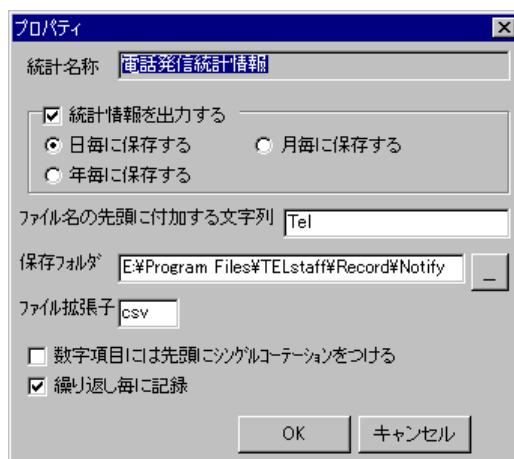 プロパティ
統計名称 電話発信統計情報
統計情報を出力する
日毎に保存する 月毎に保存する
年毎に保存する
ファイル名の先頭に付加する文字列 Tel
保存フォルダ E:¥Program Files¥TELstaff¥Record¥Notify _
ファイル拡張子 csv
数字項目には先頭にシングルコーテーションをつける
繰り返し毎に記録
OK キャンセル